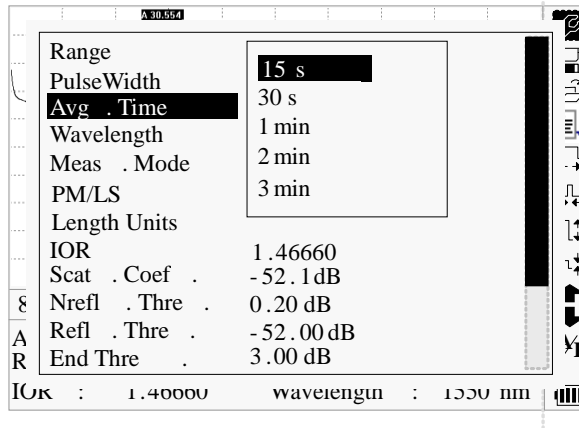 A 30.554
Range
PulseWidth
Avg . Time
Wavelength
Meas . Mode
PM/LS
Length Units
15 s
30 s
1 min
2 min
3 min
IOR 1.46660
Scat . Coef . -52.1dB
Nrefl . Thre . 0.20 dB
Refl . Thre . -52.00 dB
End Thre . 3.00 dB
8
A
R
IOR : 1.46660 Wavelength : 1550 nm